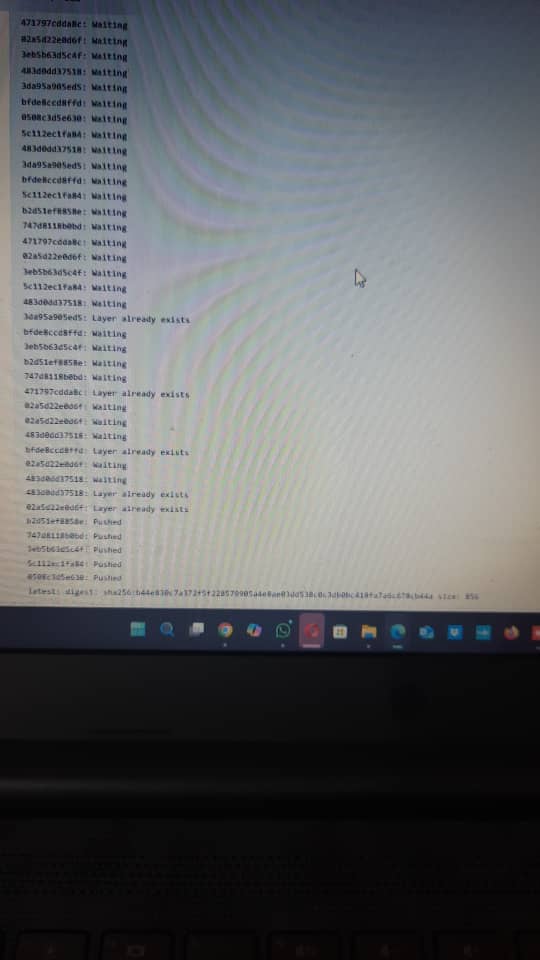 471797cdda8c: Waiting
02a5d22e0d6f: Waiting
3eb5b63d5c4f: Waiting
483d0dd37518: Waiting
3da95a905ed5: Waiting
bfde8ccd8ffd: Waiting
0508c3d5e630: Waiting
5c112ec1fa84: Waiting
483d0dd37518: Waiting
3da95a905ed5: Waiting
bfde8ccd8ffd: Waiting
5c112ec1fa84: Waiting
b2d51ef8858e: Waiting
747d8118b0bd: Waiting
471797cdda8c: Waiting
02a5d22e0d6f: Waiting
3eb5b63d5c4f: Waiting
5c112ec1fa84: Waiting
483d0dd37518: Waiting
3da95a905ed5: Layer already exists
bfde8ccd8ffd: Waiting
3eb5b63d5c4f: Waiting
b2d51ef8858e: Waiting
747d8118b0bd: Waiting
471797cdda8c: Layer already exists
02a5d22e0d6f: Waiting
02a5d22e0d6f: Waiting
483d0dd37518: Waiting
bfde8ccd8ffd: Layer already exists
02a5d22e0d6f: Waiting
483d0dd37518: Waiting
483d0dd37518: Layer already exists
02a5d22e0d6f: Layer already exists
b2d51ef8858e: Pushed
747d8118b0bd: Pushed
3eb5b63d5c4f: Pushed
5c112ec1fa84: Pushed
0508c3d5e630: Pushed
latest: digest: size: 856